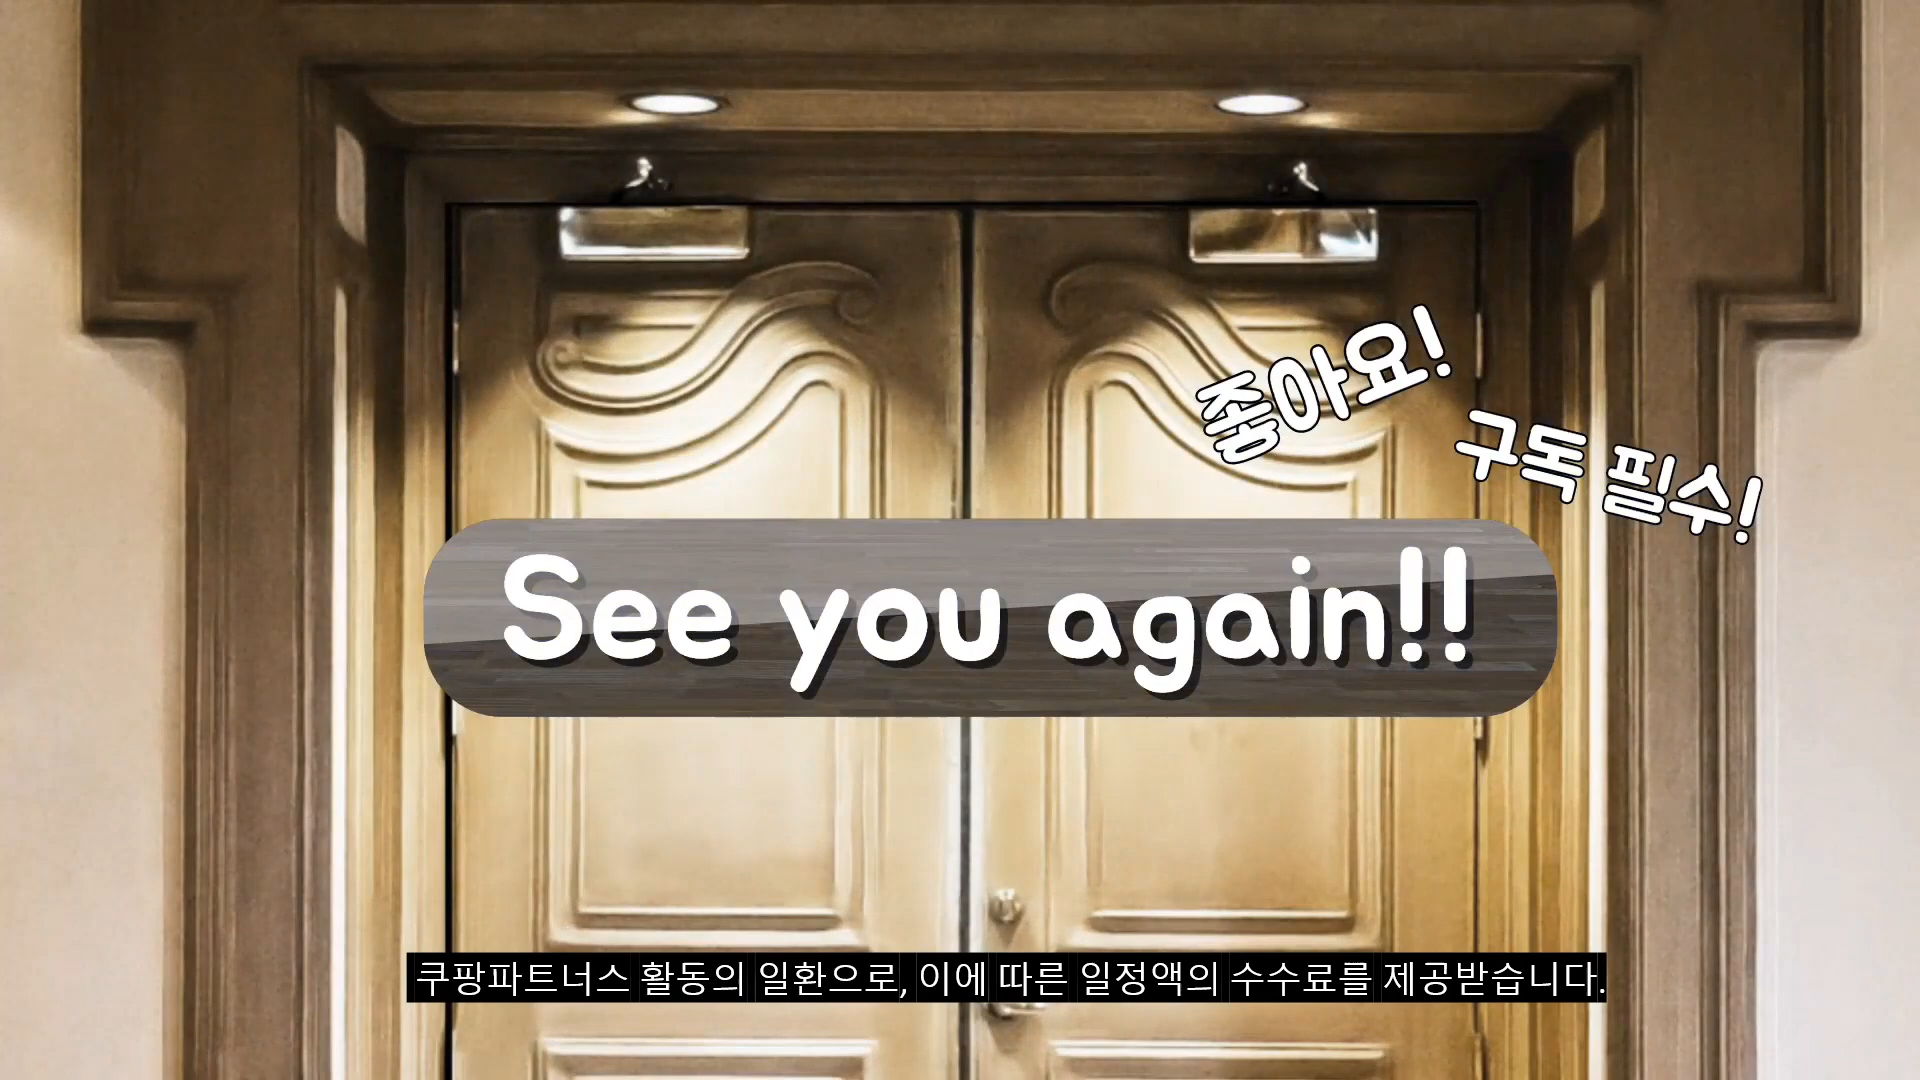 좋아요!
구독 필수!
See you again!!
쿠팡파트너스 활동의 일환으로, 이에 따른 일정액의 수수료를 제공받습니다.